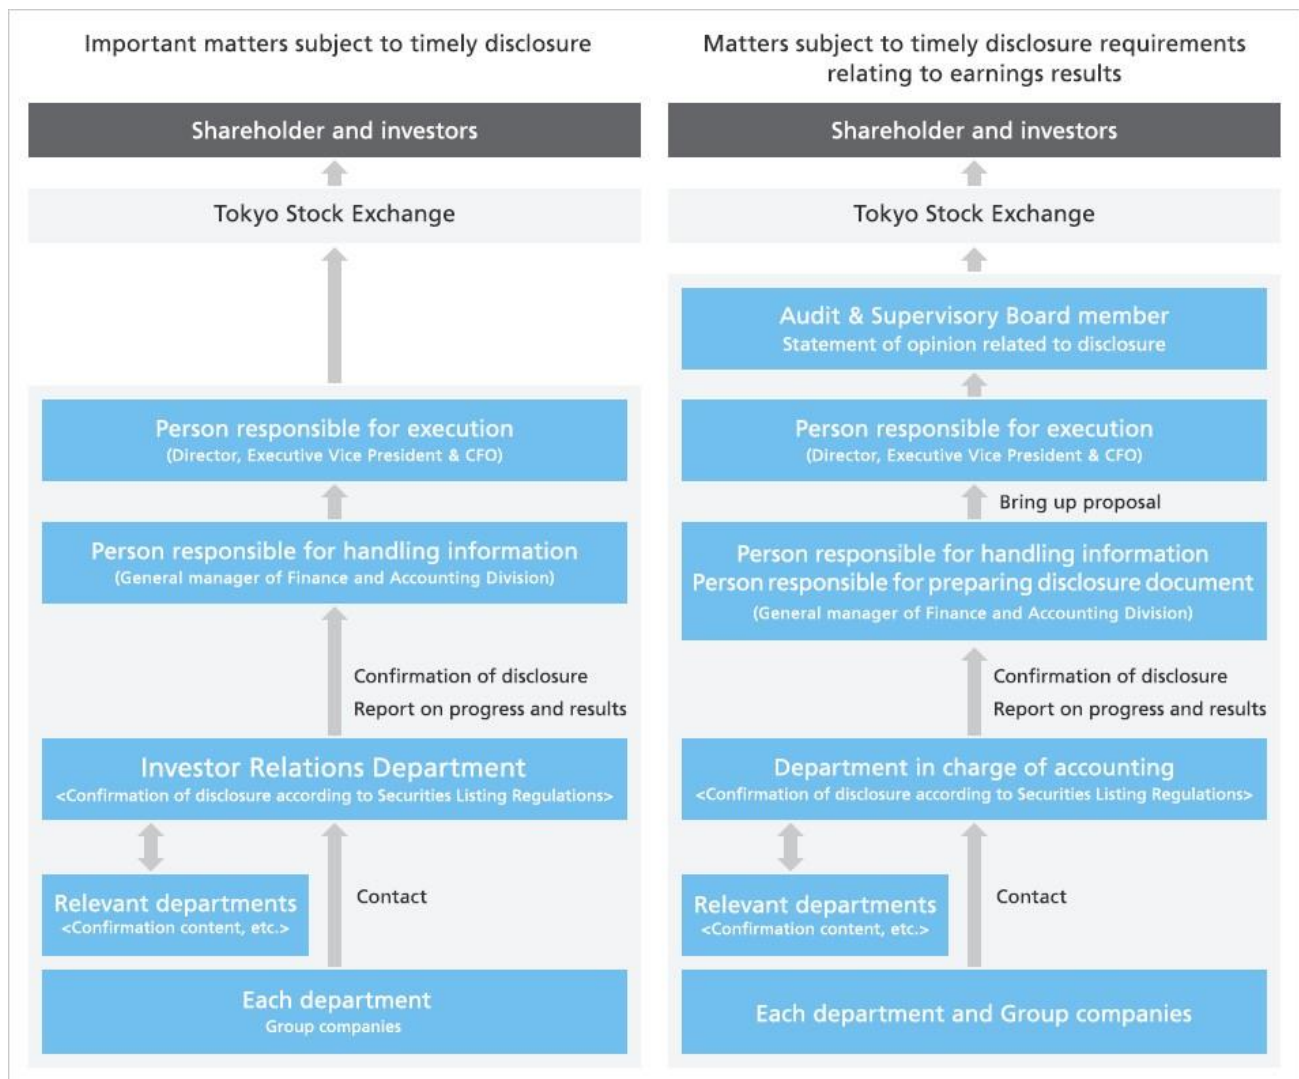 Important matters subject to timely disclosure
Shareholder and investors
Tokyo Stock Exchange
Person responsible for execution
(Director, Executive Vice President & CFO)
Person responsible for handling information
(General manager of Finance and Accounting Division)
Confirmation of disclosure
Report on progress and results
Investor Relations Department
<Confirmation of disclosure according to Securities Listing Regulations>
Relevant departments
<Confirmation content, etc.>
Contact
Each department
Group companies
Matters subject to timely disclosure requirements
relating to earnings results
Shareholder and investors
Tokyo Stock Exchange
Audit & Supervisory Board member
Statement of opinion related to disclosure
Person responsible for execution
(Director, Executive Vice President & CFO)
Bring up proposal
Person responsible for handling information
Person responsible for preparing disclosure document
(General manager of Finance and Accounting Division)
Confirmation of disclosure
Report on progress and results
Department in charge of accounting
<Confirmation of disclosure according to Securities Listing Regulations>
Relevant departments
<Confirmation content, etc.>
Contact
Each department and Group companies